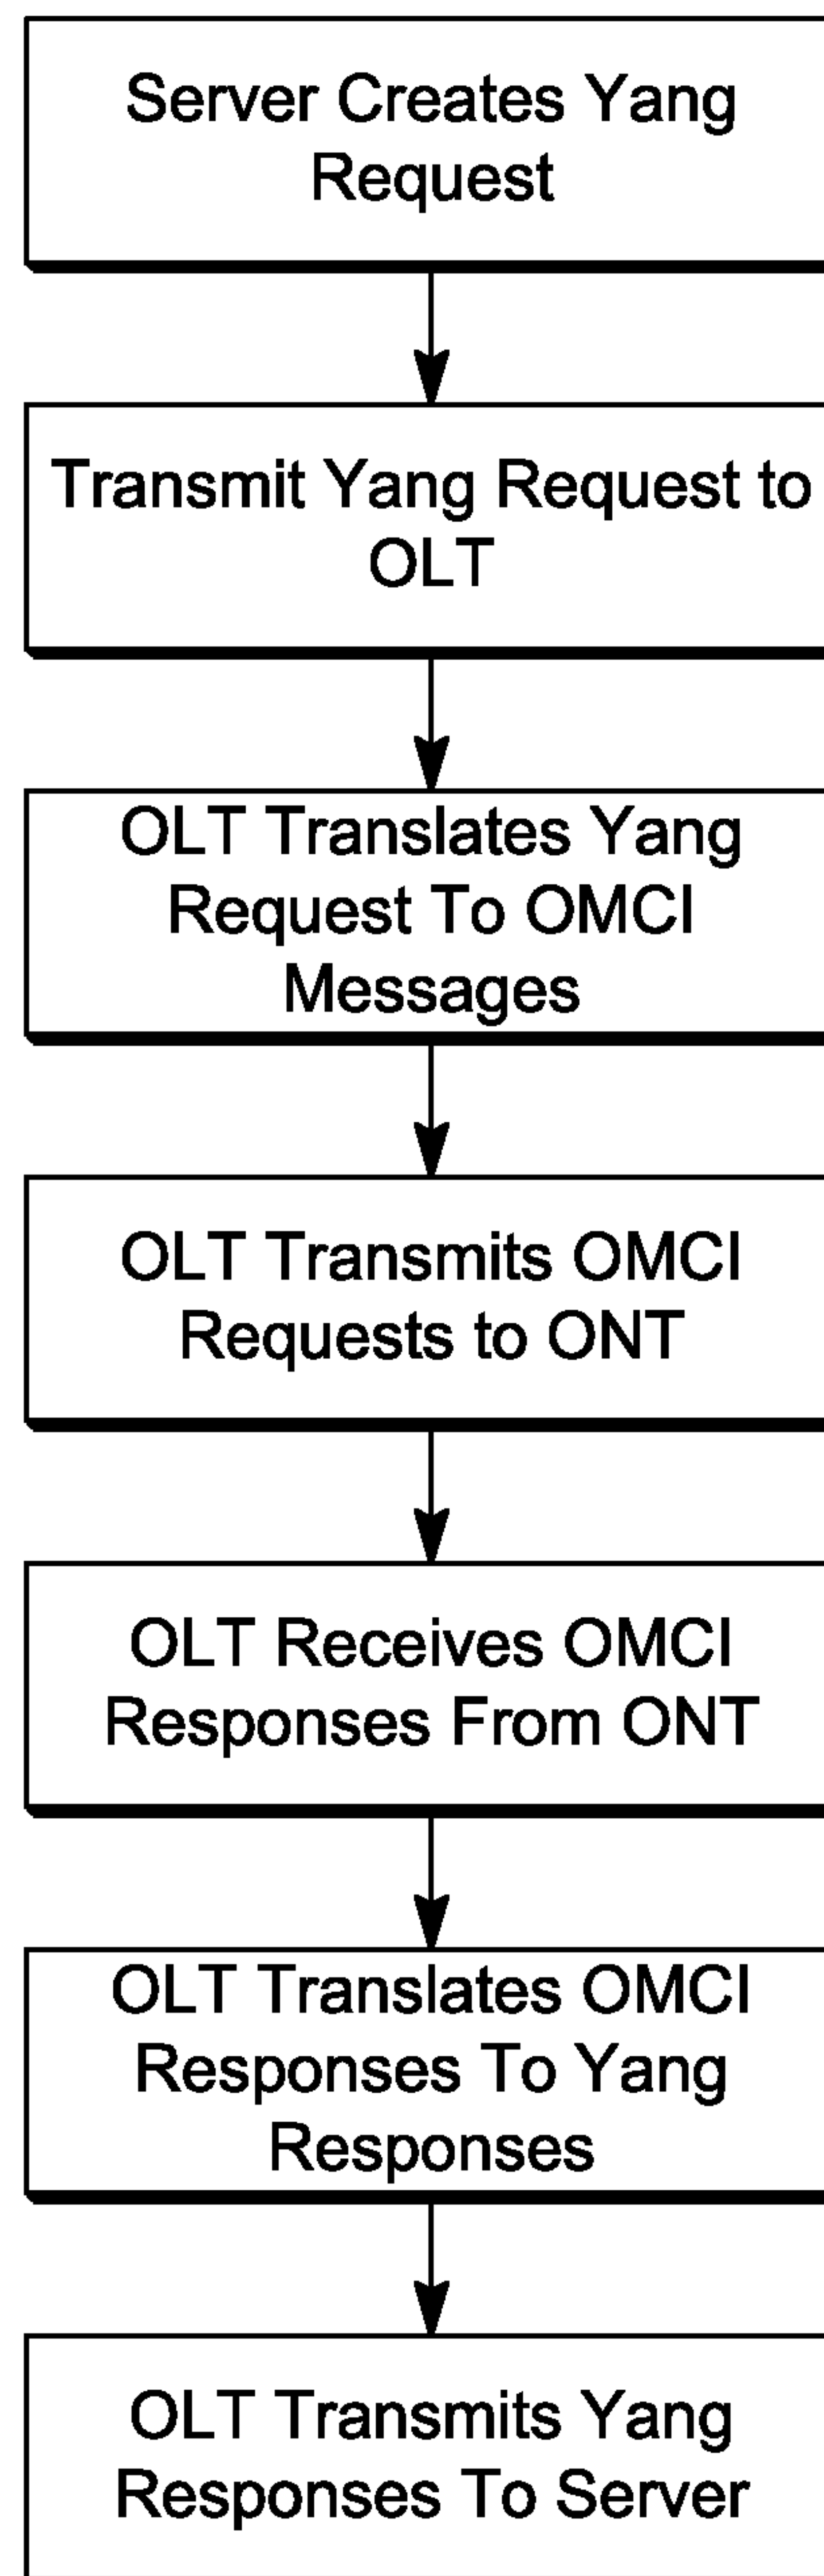 Server Creates Yang
Request
Transmit Yang Request to
OLT
OLT Translates Yang
Request To OMCI
Messages
OLT Transmits OMCI
Requests to ONT
OLT Receives OMCI
Responses From ONT
OLT Translates OMCI
Responses To Yang
Responses
OLT Transmits Yang
Responses To Server